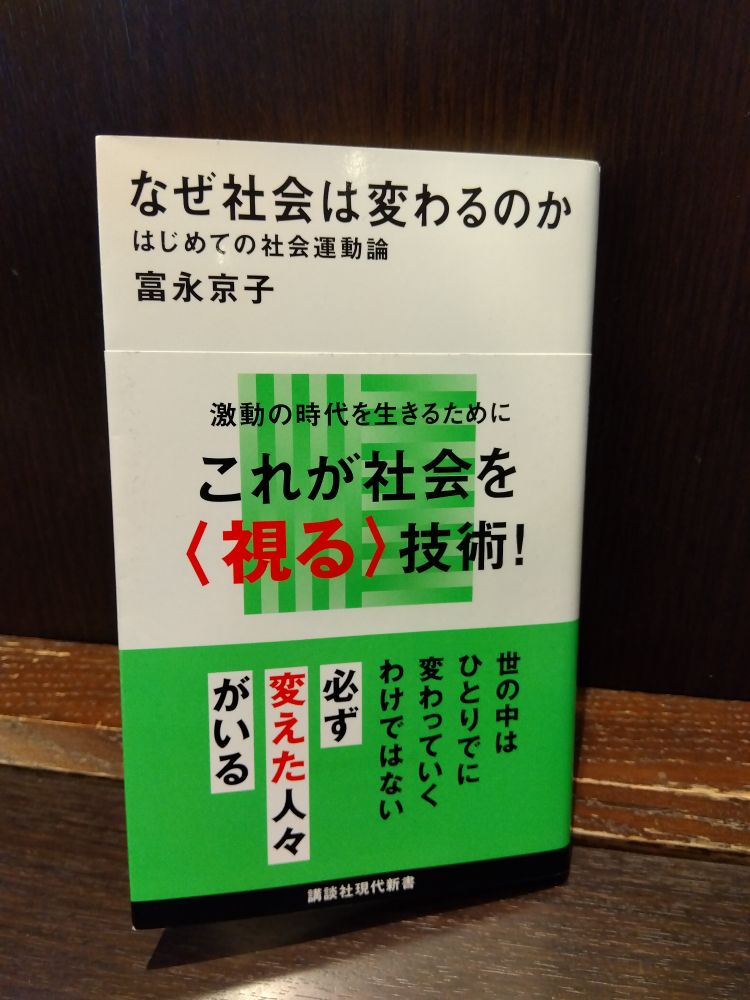 なぜ社会は変わるのか
はじめての社会運動論
富永京子
激動の時代を生きるために
これが社会を
〈視る〉技術！
世の中は
ひとりでに
変わっていく
わけではない
必ず
変えた人々
がいる
講談社現代新書